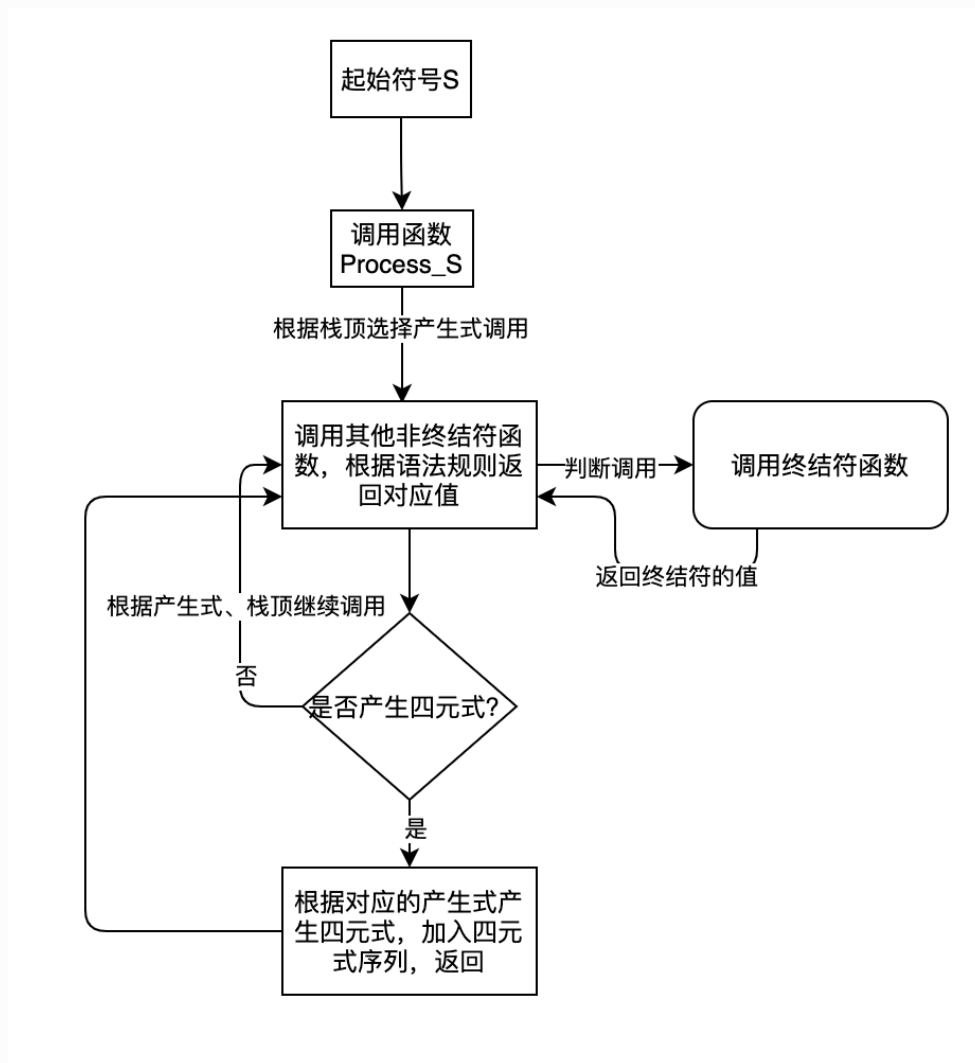 起始符号S
调用函数
Process_S
根据栈顶选择产生式调用
调用其他非终结符函
数，根据语法规则返
回对应值
判断调用
调用终结符函数
返回终结符的值
根据产生式、栈顶继续调用
否
是否产生四元式？
是
根据对应的产生式产
生四元式，加入四元
式序列，返回